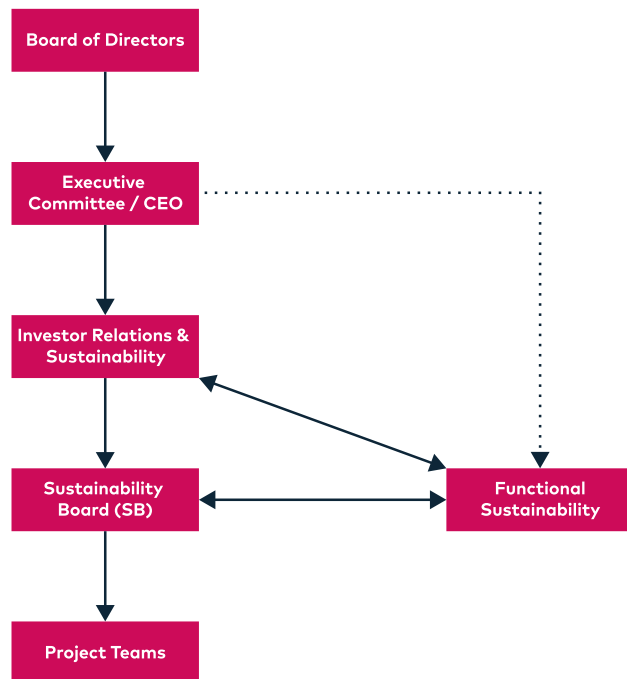 Board of Directors
Executive
Committee / CEO
Investor Relations &
Sustainability
Sustainability
Board (SB)
Functional
Sustainability
Project Teams